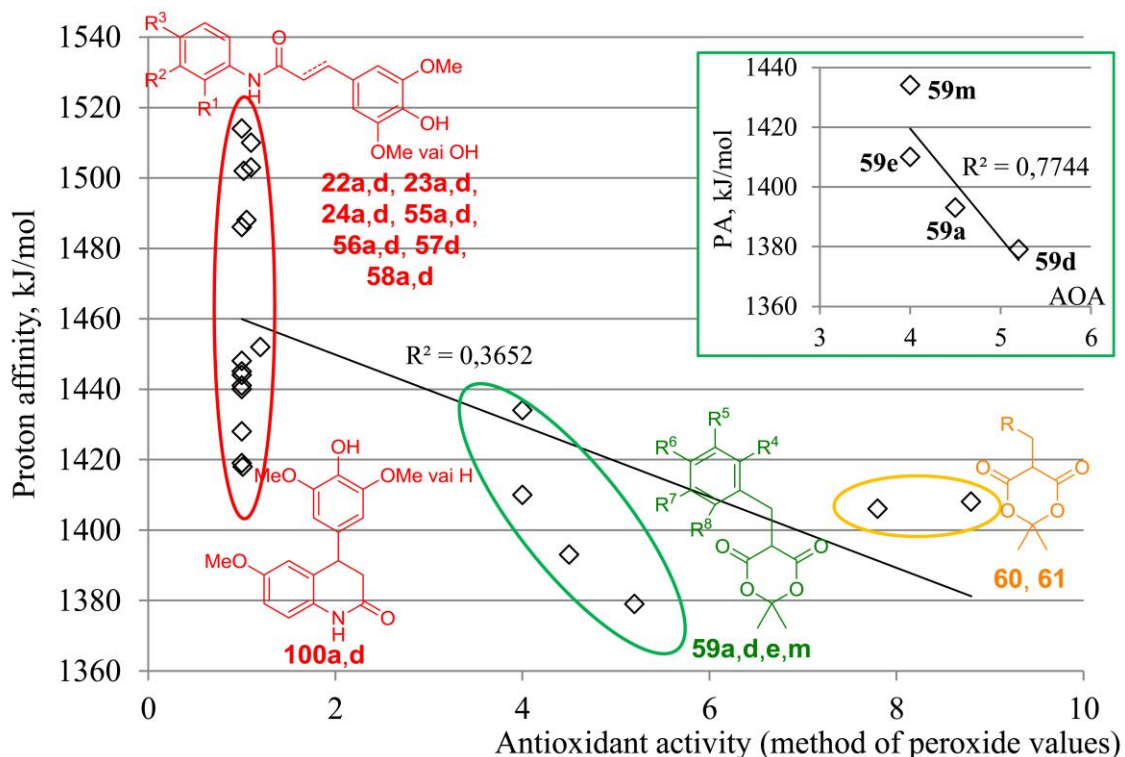 Proton affinity, kJ/mol
1540
1520
1500
1480
1460
1440
1420
1400
1380
1360
0
2
4
6
8
10
Antioxidant activity (method of peroxide values)
R³
R²
R¹
N
H
O
OMe
OH
OMe vai OH
22a,d, 23a,d,
24a,d, 55a,d,
56a,d, 57d,
58a,d
R² = 0,3652
OH
MeO
OMe vai H
MeO
N
H
O
100a,d
R⁵
R⁶
R⁴
R⁷
R⁸
O
O
O
O
59a,d,e,m
R
O
O
O
O
60, 61
PA, kJ/mol
1440
1420
1400
1380
1360
59m
59e
R² = 0,7744
59a
59d
AOA
3
4
5
6